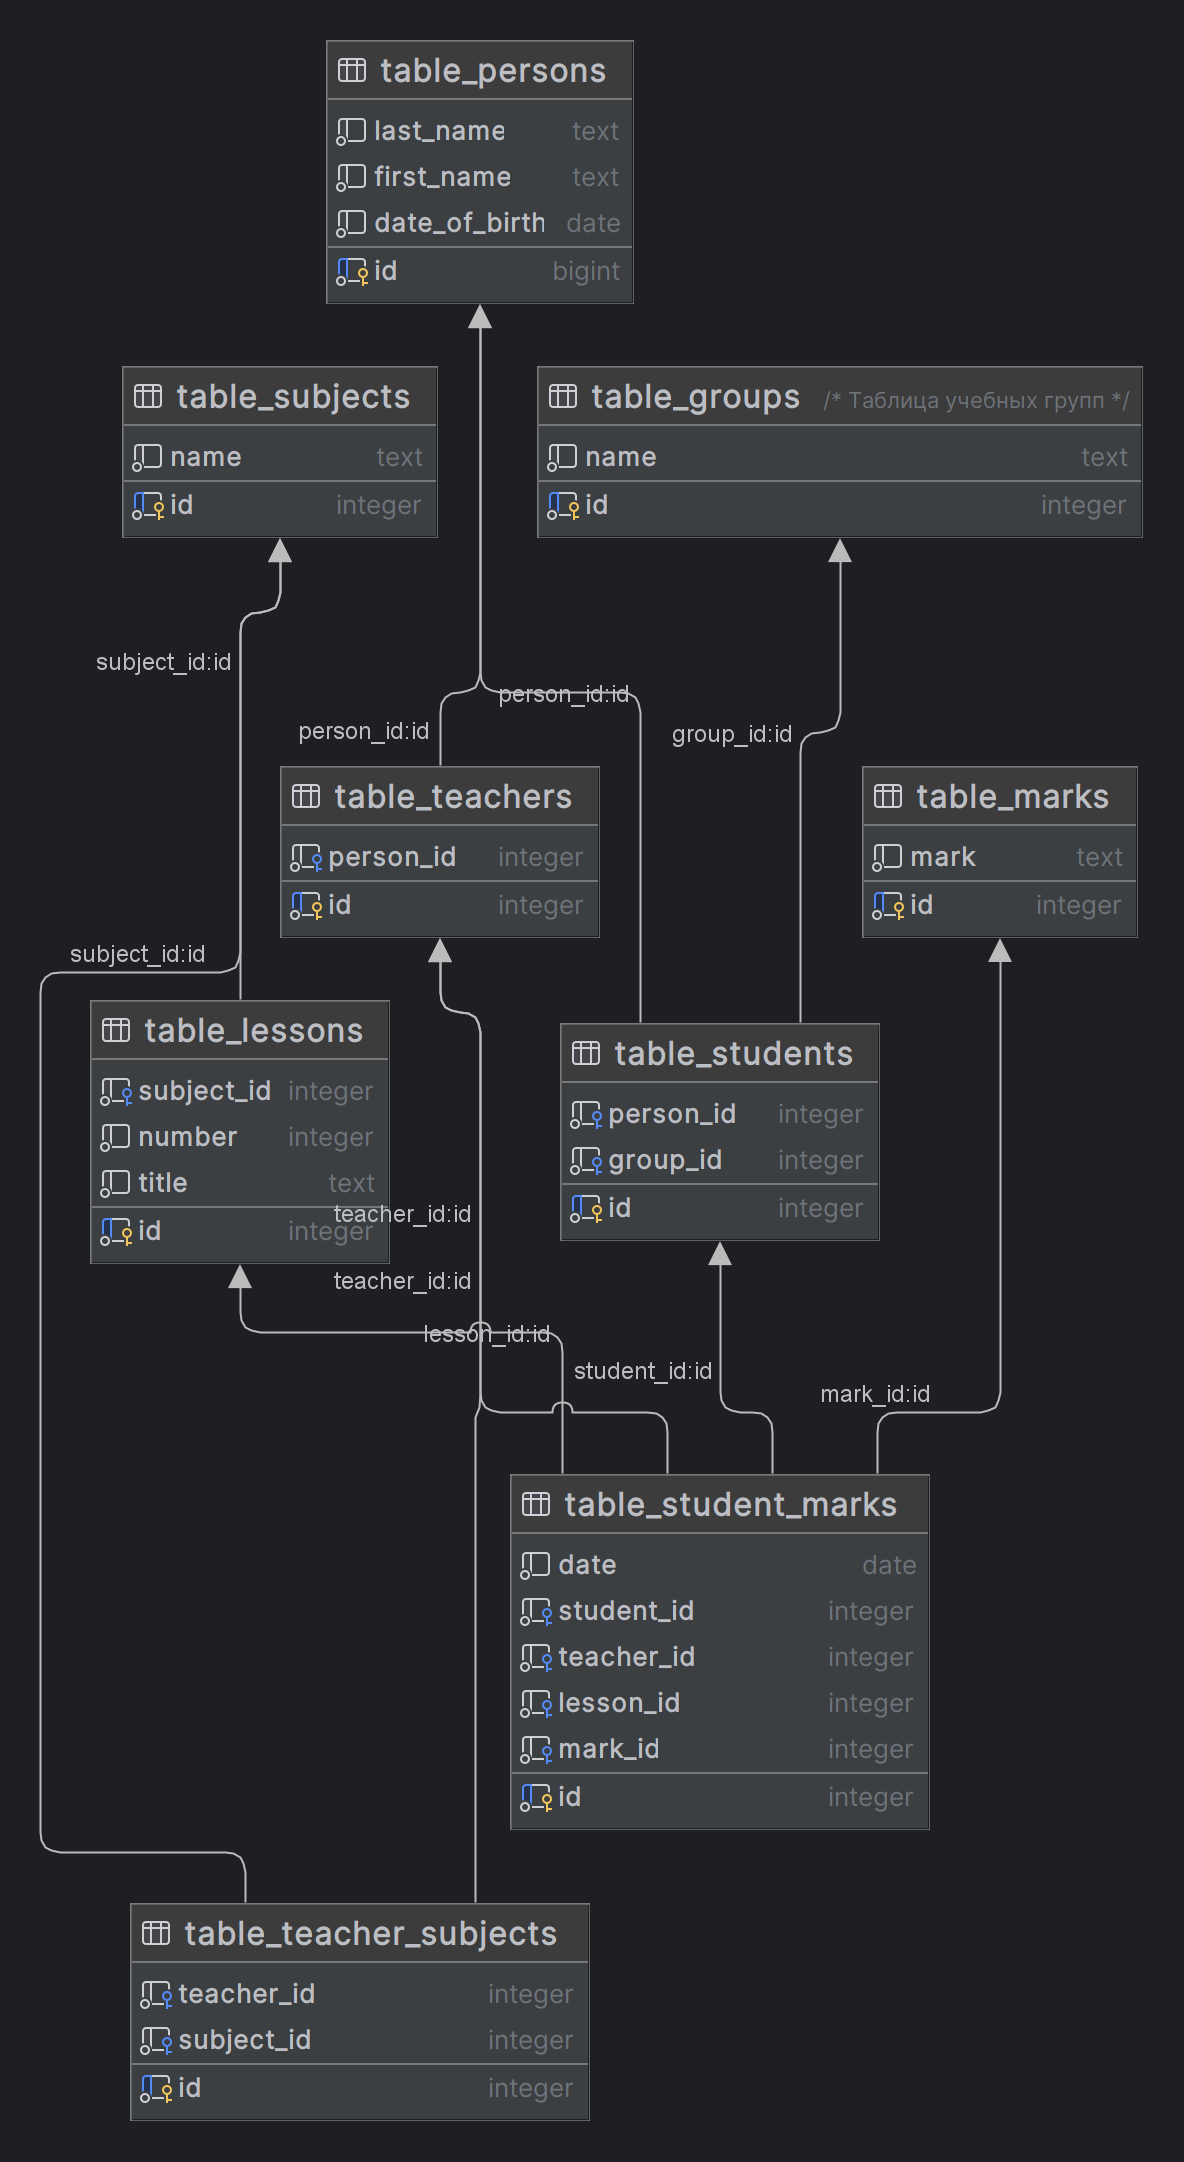 table_persons
last_name text
first_name text
date_of_birth date
id bigint
table_subjects
name text
id integer
table_groups /* Таблица учебных групп */
name text
id integer
subject_id:id
person_id:id
person_id:id
group_id:id
table_teachers
person_id integer
id integer
table_marks
mark text
id integer
subject_id:id
table_lessons
subject_id integer
number integer
title text
id integer
table_students
person_id integer
group_id integer
id integer
teacher_id:id
teacher_id:id
lesson_id:id
student_id:id
mark_id:id
table_student_marks
date date
student_id integer
teacher_id integer
lesson_id integer
mark_id integer
id integer
table_teacher_subjects
teacher_id integer
subject_id integer
id integer